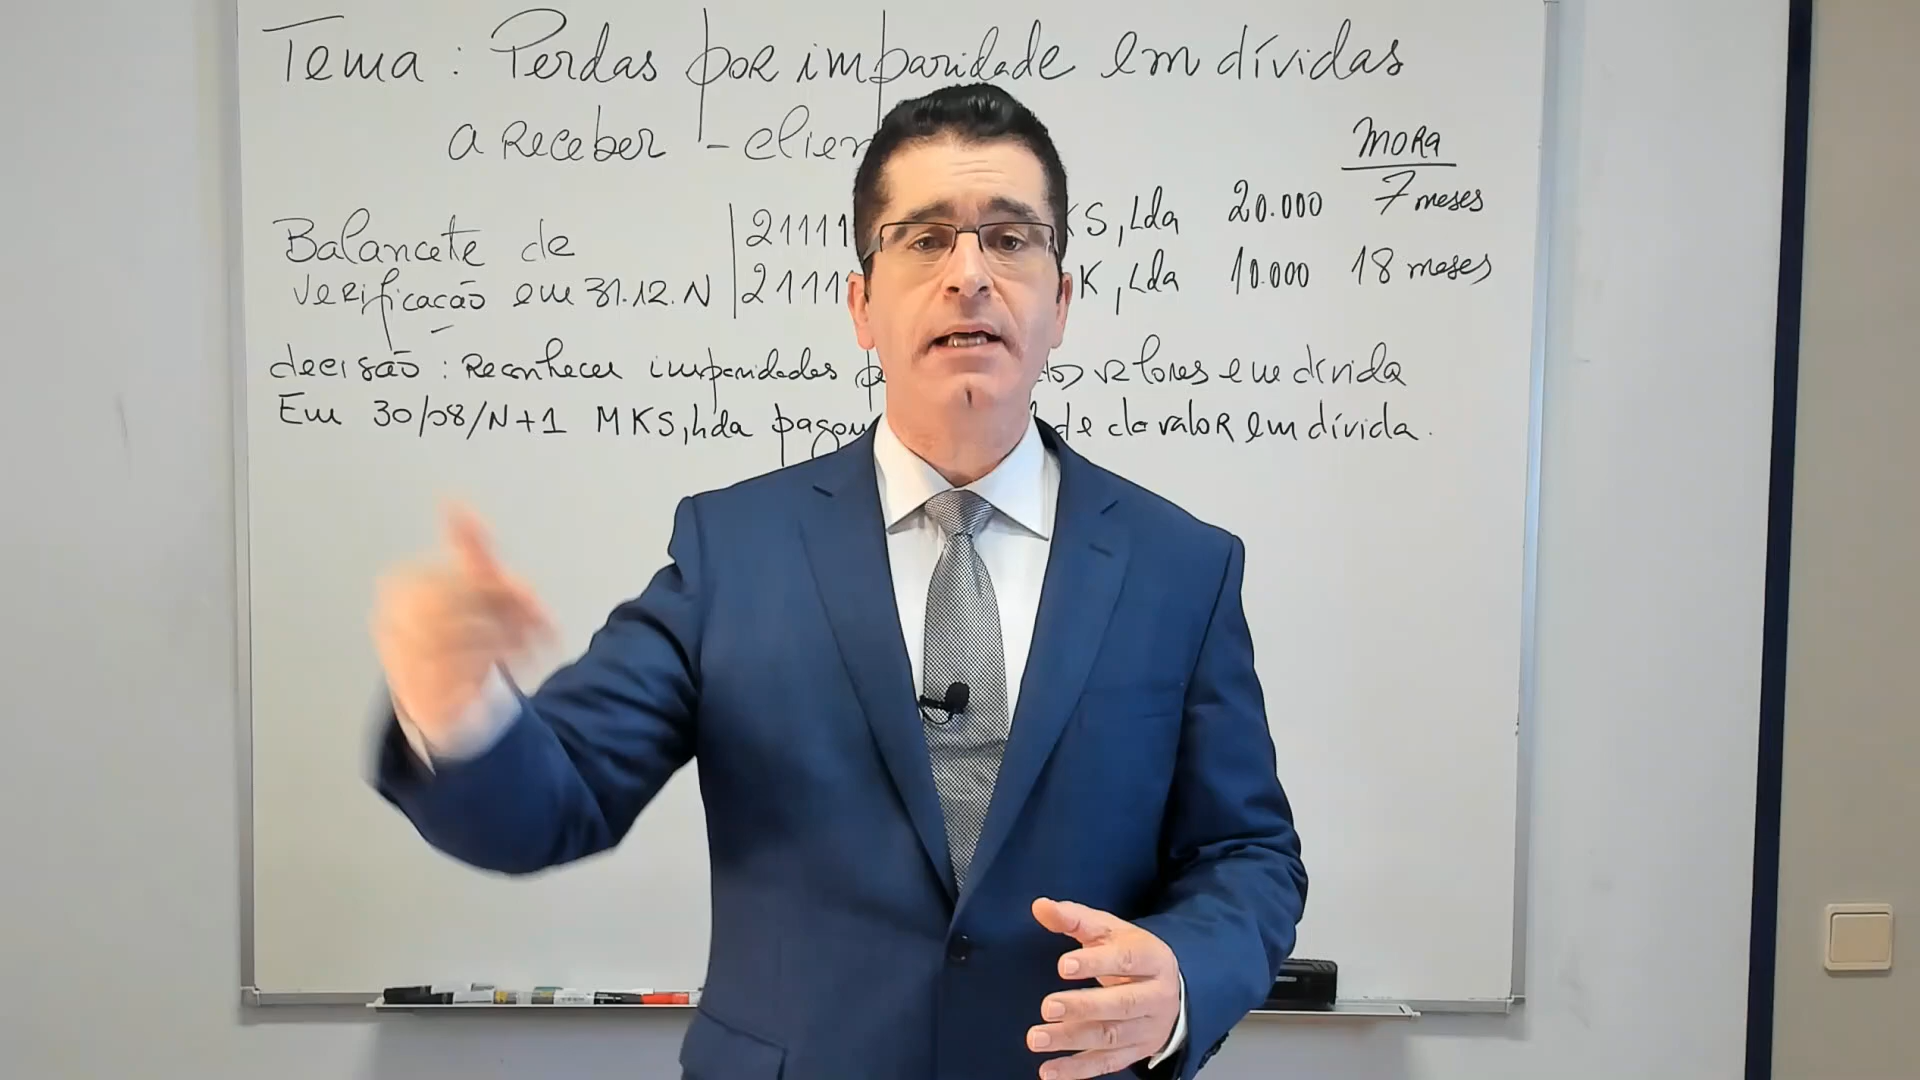 Tema : Perdas por imparidade em dívidas
a receber - clien
MORA
Balancete de 21111 KS, Lda 20.000 7 meses
verificação em 31.12.N 2111 K, Lda 10.000 18 meses
decisão : Reconhecer imparidades valores em dívida
Em 30/08/N+1 MKS, Lda pagou de do valor em dívida.